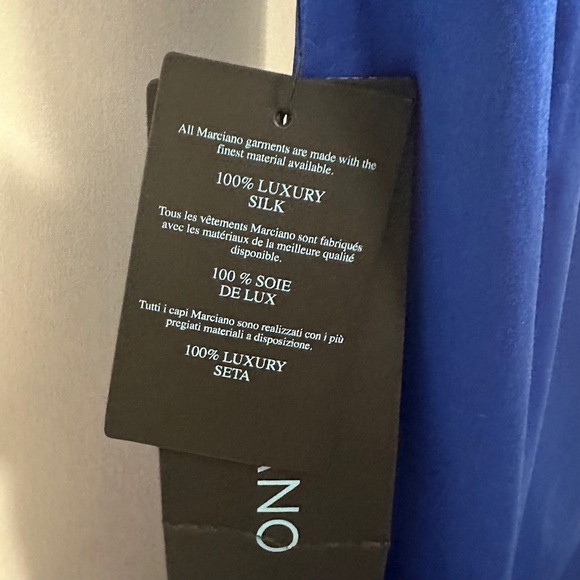 All Marciano garments are made with the
finest material available.
100% LUXURY
SILK
Tous les vêtements Marciano sont fabriqués
avec les matériaux de la meilleure qualité
disponible.
100 % SOIE
DE LUX
Tutti i capi Marciano sono realizzati con i più
pregiati materiali a disposizione.
100% LUXURY
SETA
ANO